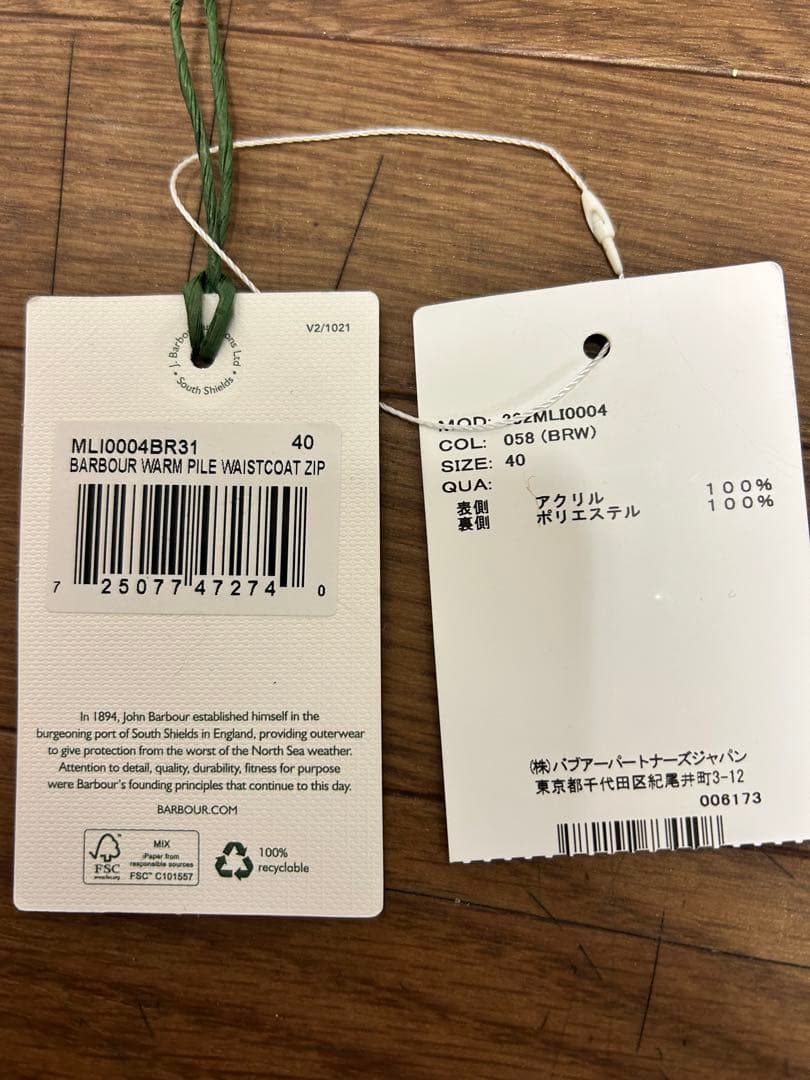 V2/1021
South Shields
MLI0004BR31 40
BARBOUR WARM PILE WAISTCOAT ZIP
7 25077 47274 0
In 1894, John Barbour established himself in the
burgeoning port of South Shields in England, providing outerwear
to give protection from the worst of the North Sea weather.
Attention to detail, quality, durability, fitness for purpose
were Barbour's founding principles that continue to this day.
BARBOUR.COM
FSC
www.fsc.org
MIX
Paper from
responsible sources
FSC™ C101557
100%
recyclable
MOD: 362MLI0004
COL: 058 (BRW)
SIZE: 40
QUA:
表側 アクリル 100%
裏側 ポリエステル 100%
(株)バブアーパートナーズジャパン
東京都千代田区紀尾井町3-12
006173